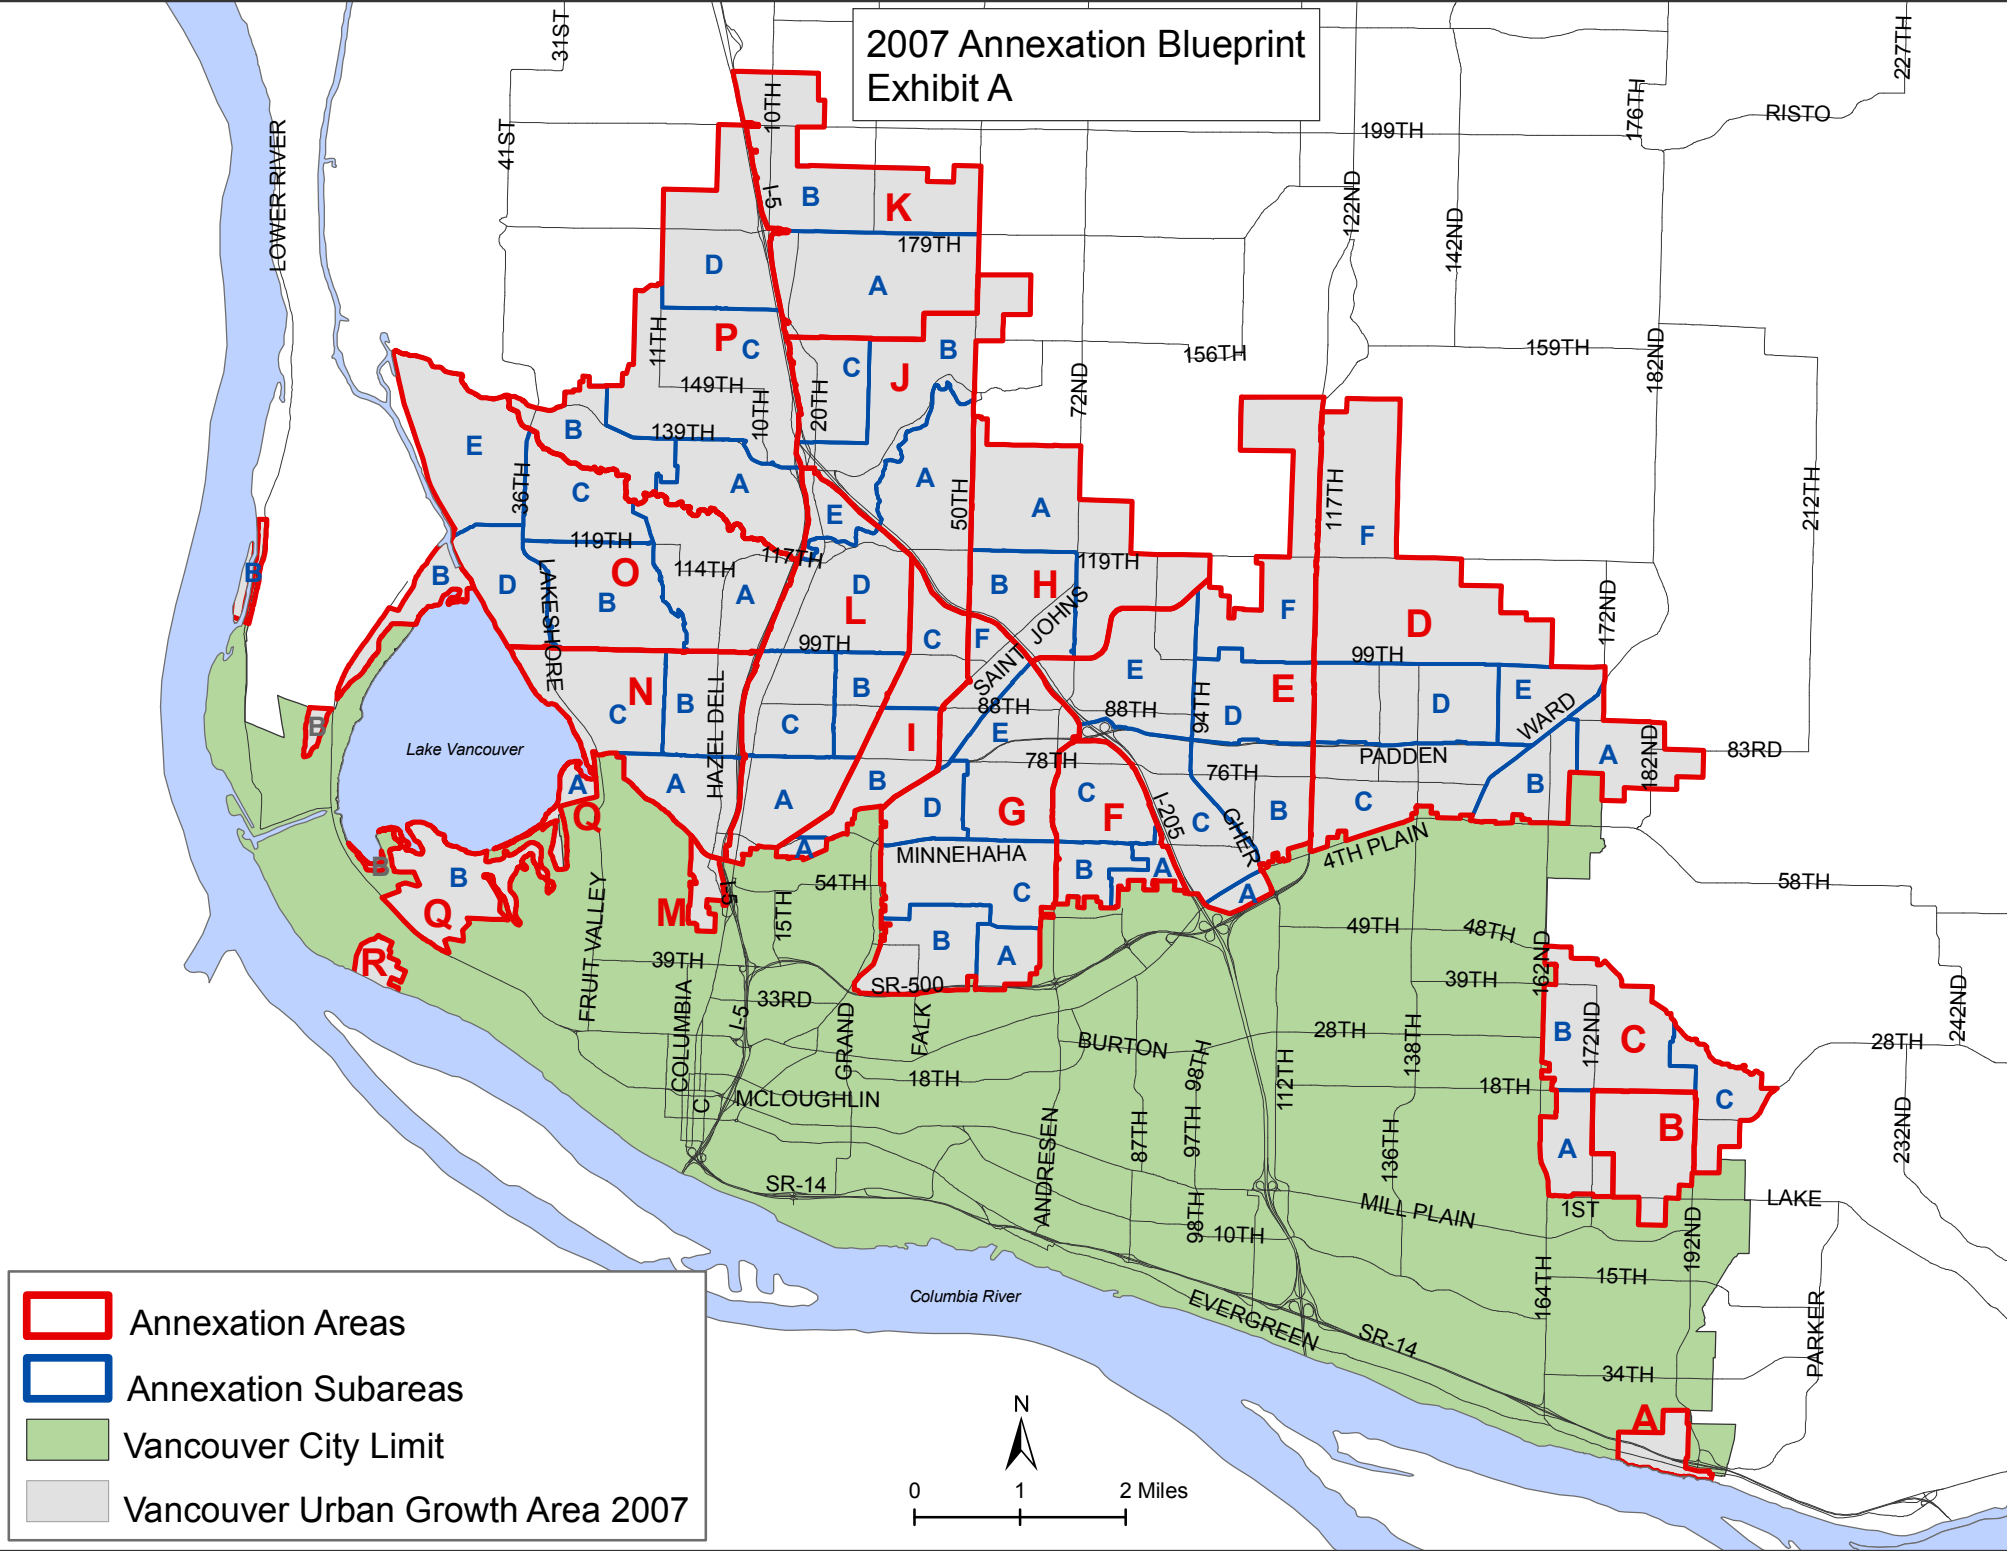 2007 Annexation Blueprint
Exhibit A
31ST
227TH
10TH
176TH
RISTO
199TH
41ST
LOWER RIVER
I-5
B
K
122ND
142ND
179TH
D
A
11TH
P
C
B
C
J
156TH
159TH
182ND
149TH
72ND
10TH
20TH
B
139TH
E
36TH
C
A
A
50TH
A
E
117TH
F
212TH
119TH
117TH
119TH
B
B
D
LAKESHORE
O
B
114TH
A
D
L
B
H
F
D
172ND
JOHNS
99TH
C
F
SAINT
E
99TH
N
C
B
HAZEL DELL
B
C
88TH
88TH
94TH
E
D
D
E
WARD
B
Lake Vancouver
I
E
78TH
76TH
PADDEN
A
182ND
83RD
A
A
A
B
D
G
C
F
I-205
C
GHER
B
C
B
Q
A
MINNEHAHA
4TH PLAIN
B
B
Q
54TH
C
B
A
A
58TH
I-5
M
15TH
FRUIT VALLEY
R
B
A
49TH
48TH
162ND
39TH
SR-500
39TH
242ND
COLUMBIA
33RD
I-5
GRAND
FALK
BURTON
28TH
138TH
B
172ND
C
28TH
98TH
112TH
18TH
18TH
C
MCLOUGHLIN
C
B
A
232ND
ANDRESEN
87TH
97TH
136TH
SR-14
98TH
10TH
MILL PLAIN
1ST
LAKE
192ND
164TH
15TH
Columbia River
EVERGREEN
SR-14
PARKER
34TH
A
Annexation Areas
Annexation Subareas
Vancouver City Limit
Vancouver Urban Growth Area 2007
N
0 1 2 Miles